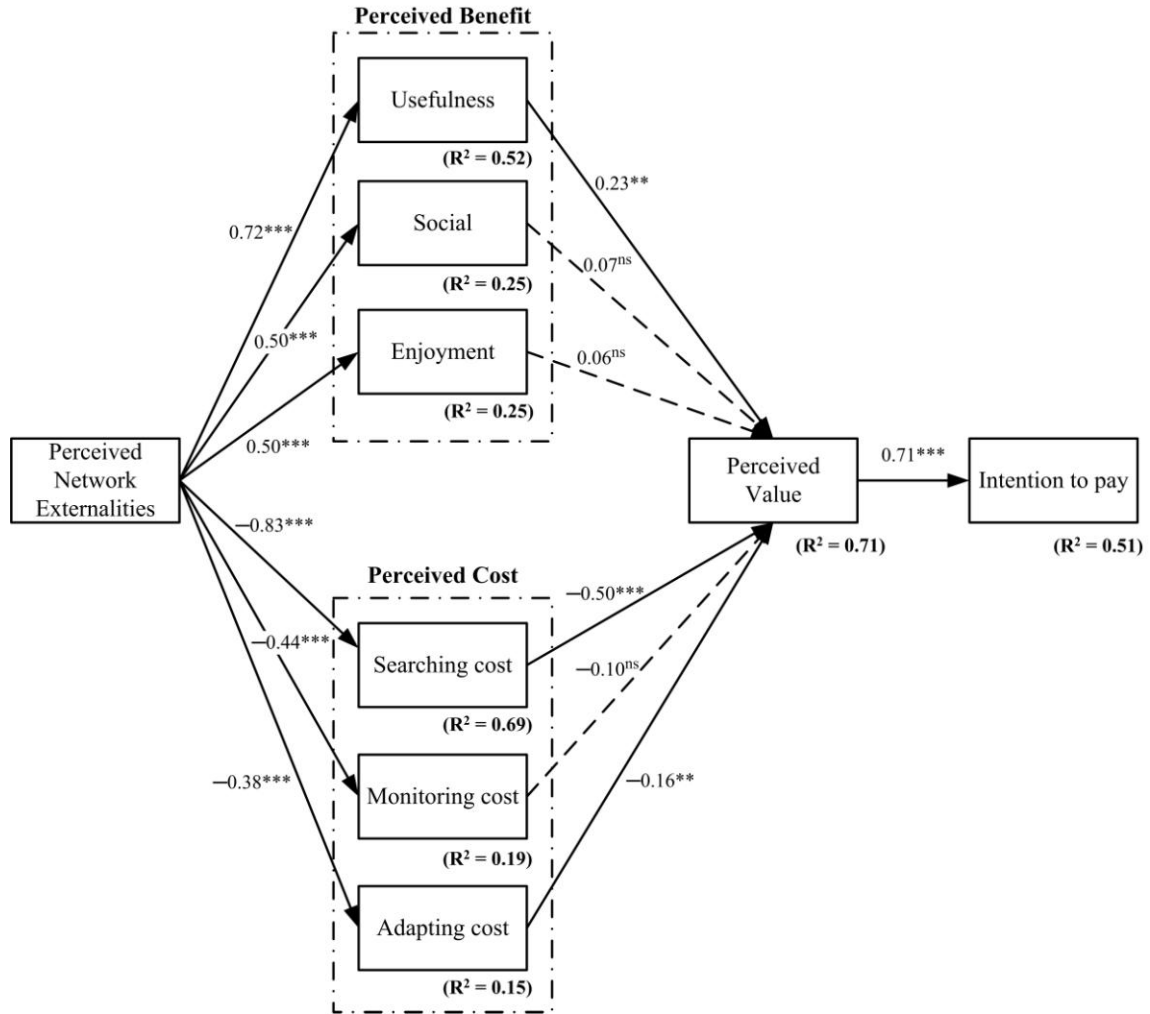 Perceived Benefit
Usefulness
(R² = 0.52)
0.23**
Social
0.72***
0.07ns
(R² = 0.25)
0.50***
Enjoyment
0.06ns
(R² = 0.25)
0.50***
Perceived
Network
Externalities
Perceived
Value
0.71***
Intention to pay
(R² = 0.71)
(R² = 0.51)
−0.83***
Perceived Cost
−0.50***
−0.44***
Searching cost
−0.10ns
(R² = 0.69)
−0.38***
Monitoring cost
−0.16**
(R² = 0.19)
Adapting cost
(R² = 0.15)